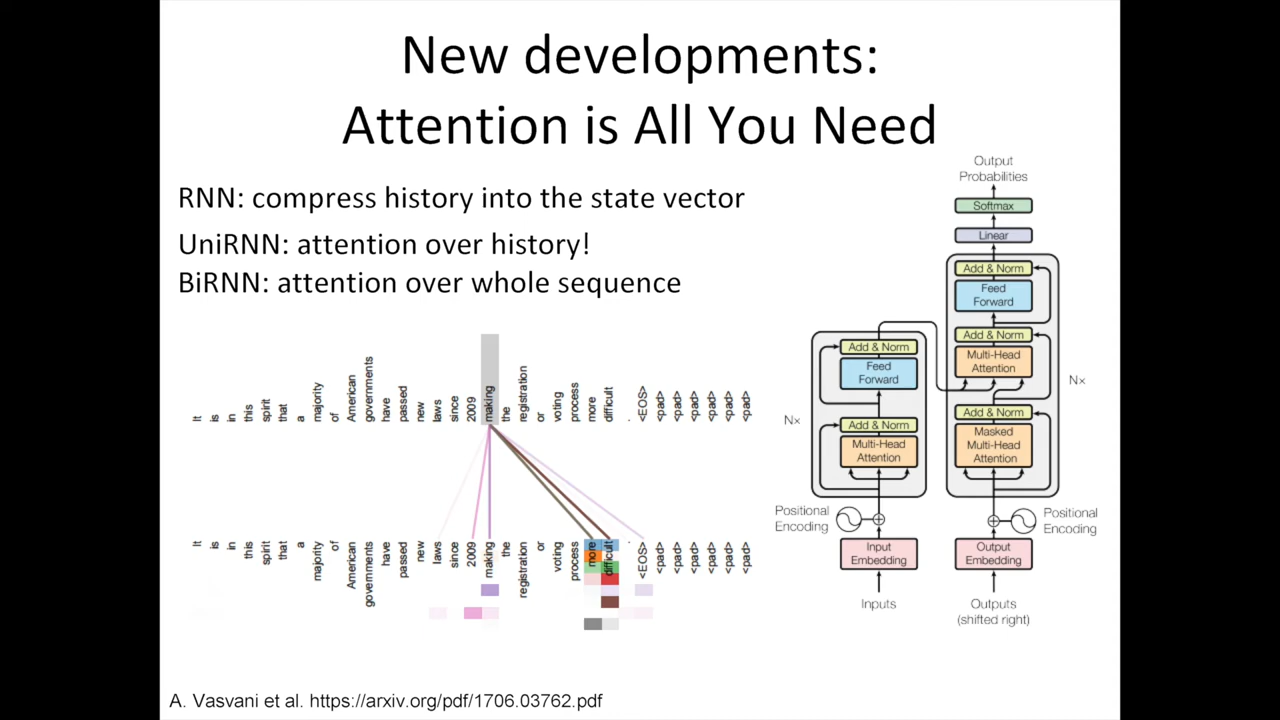 New developments:
Attention is All You Need
RNN: compress history into the state vector
UniRNN: attention over history!
BiRNN: attention over whole sequence
It is in this spirit that a majority of American governments have passed new laws since 2009 making the registration or voting process more difficult . <EOS> <pad> <pad> <pad> <pad> <pad> <pad>
It is in this spirit that a majority of American governments have passed new laws since 2009 making the registration or voting process more difficult . <EOS> <pad> <pad> <pad> <pad> <pad> <pad>
Output
Probabilities
Softmax
Linear
Add & Norm
Feed
Forward
Add & Norm
Multi-Head
Attention
Add & Norm
Masked
Multi-Head
Attention
Nx
Add & Norm
Feed
Forward
Add & Norm
Multi-Head
Attention
Nx
Positional
Encoding
Positional
Encoding
Input
Embedding
Output
Embedding
Inputs
Outputs
(shifted right)
A. Vasvani et al. https://arxiv.org/pdf/1706.03762.pdf